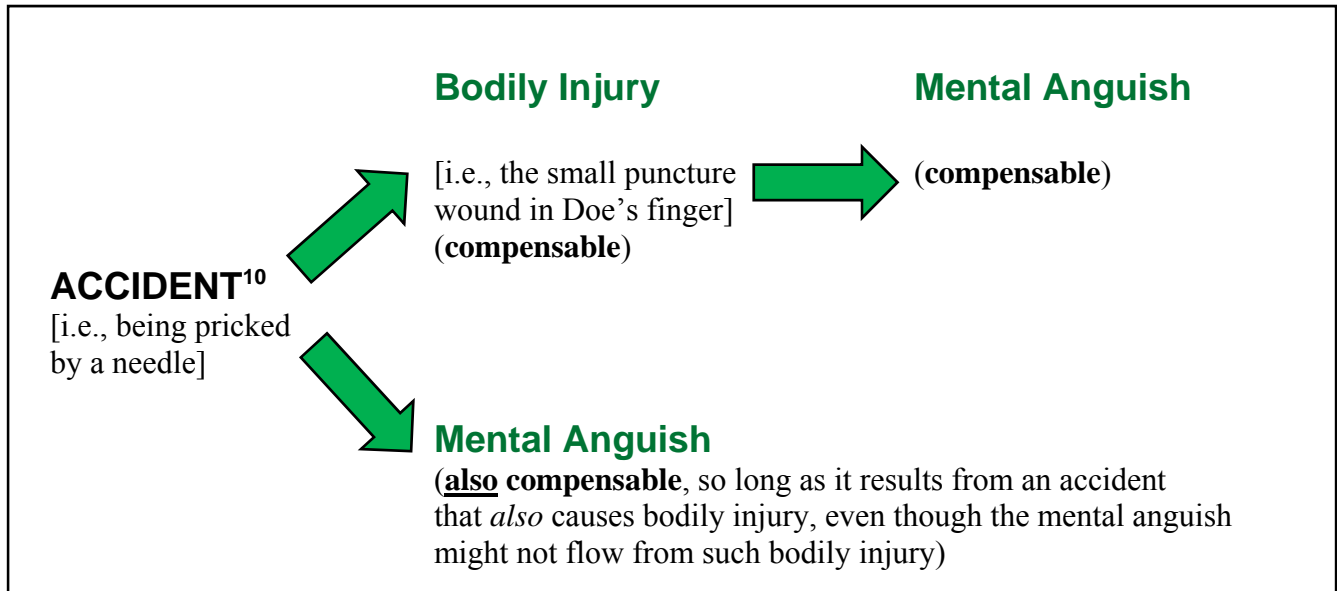 Bodily Injury
Mental Anguish
[i.e., the small puncture
wound in Doe's finger]
(compensable)
(compensable)
ACCIDENT10
[i.e., being pricked
by a needle]
Mental Anguish
(also compensable, so long as it results from an accident
that also causes bodily injury, even though the mental anguish
might not flow from such bodily injury)